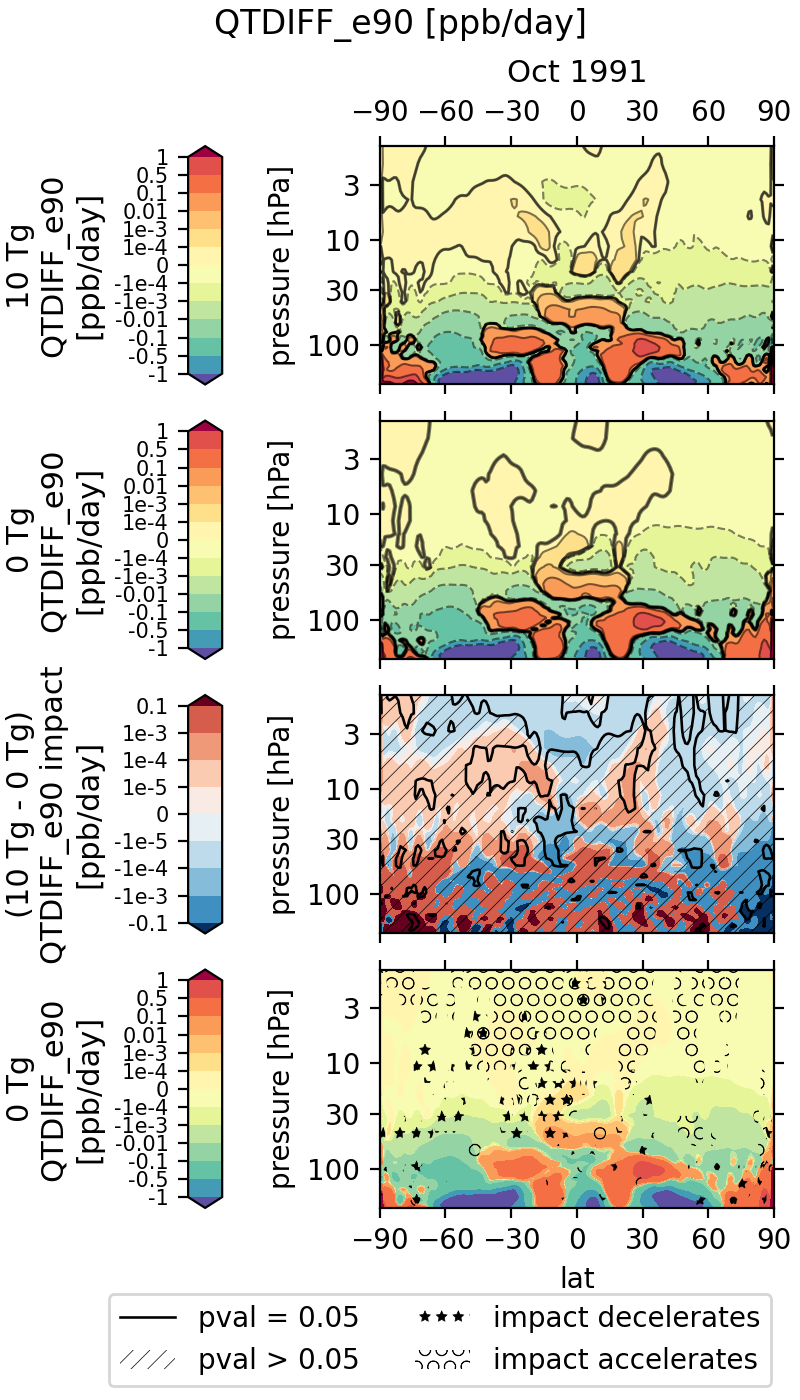 QTDIFF_e90 [ppb/day]
Oct 1991
−90 −60 −30 0 30 60 90
10 Tg
QTDIFF_e90
[ppb/day]
1
0.5
0.1
0.01
1e-3
1e-4
0
-1e-4
-1e-3
-0.01
-0.1
-0.5
-1
pressure [hPa]
3
10
30
100
0 Tg
QTDIFF_e90
[ppb/day]
1
0.5
0.1
0.01
1e-3
1e-4
0
-1e-4
-1e-3
-0.01
-0.1
-0.5
-1
pressure [hPa]
3
10
30
100
(10 Tg - 0 Tg)
QTDIFF_e90 impact
[ppb/day]
0.1
1e-3
1e-4
1e-5
0
-1e-5
-1e-4
-1e-3
-0.1
pressure [hPa]
3
10
30
100
0 Tg
QTDIFF_e90
[ppb/day]
1
0.5
0.1
0.01
1e-3
1e-4
0
-1e-4
-1e-3
-0.01
-0.1
-0.5
-1
pressure [hPa]
3
10
30
100
−90 −60 −30 0 30 60 90
lat
pval = 0.05
pval > 0.05
impact decelerates
impact accelerates